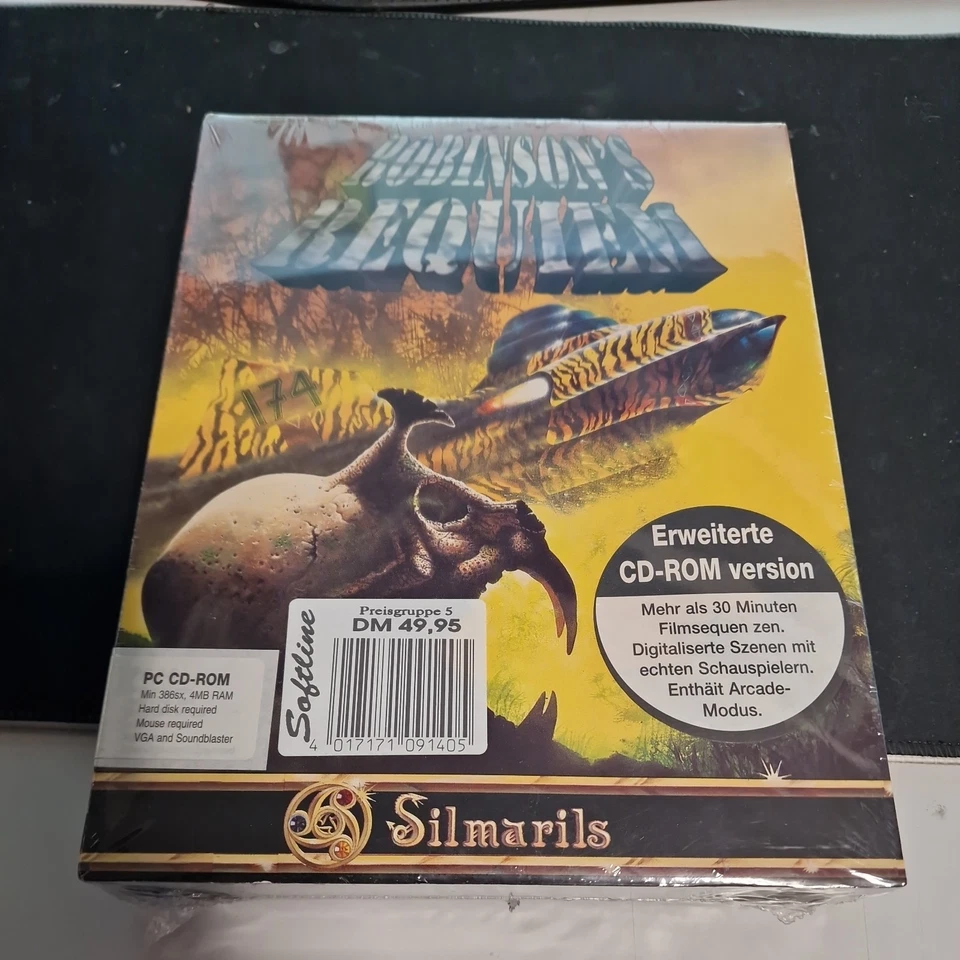 ROBINSON'S
REQUIEM
174
Erweiterte
CD-ROM version
Mehr als 30 Minuten
Filmsequen zen.
Digitaliserte Szenen mit
echten Schauspielern.
Enthäit Arcade-
Modus.
Softline
Preisgruppe 5
DM 49,95
4 017171 091405
PC CD-ROM
Min 386sx, 4MB RAM
Hard disk required
Mouse required
VGA and Soundblaster
Silmarils